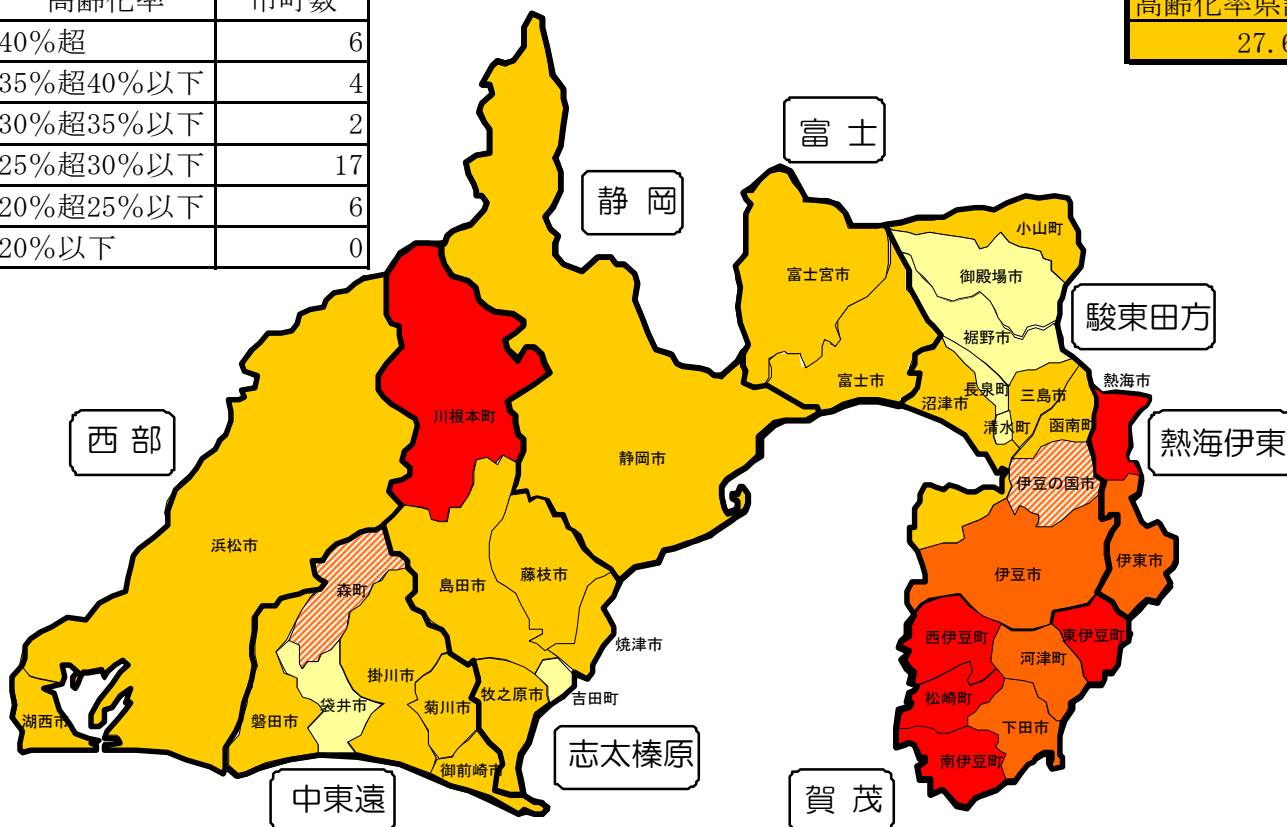 高齢化率 市町数
40％超 6
35％超40％以下 4
30％超35％以下 2
25％超30％以下 17
20％超25％以下 6
20％以下 0
高齢化率県
27.6
富 士
静 岡
小山町
富士宮市
御殿場市
駿東田方
裾野市
富士市
沼津市
長泉町
三島市
熱海市
清水町
函南町
西 部
川根本町
静岡市
熱海伊東
伊豆の国市
浜松市
森町
島田市
藤枝市
伊豆市
伊東市
焼津市
西伊豆町
東伊豆町
河津町
掛川市
牧之原市
吉田町
松崎町
湖西市
磐田市
袋井市
菊川市
下田市
御前崎市
志太榛原
南伊豆町
中東遠
賀 茂